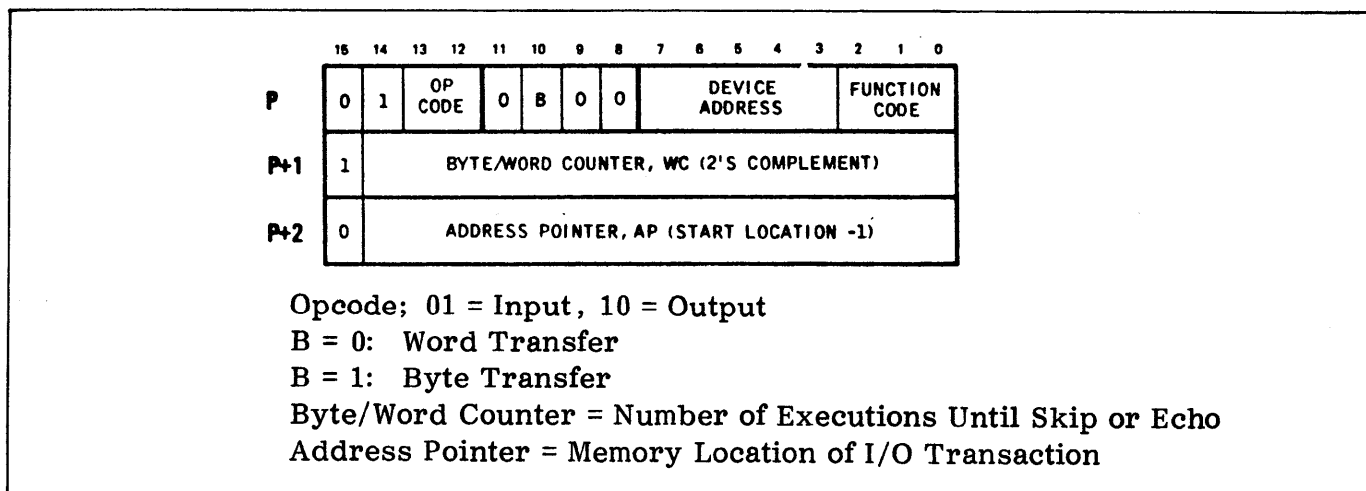 15 14 13 12 11 10 9 8 7 6 5 4 3 2 1 0
P 0 1 OP CODE 0 B 0 0 DEVICE ADDRESS FUNCTION CODE
P+1 1 BYTE/WORD COUNTER, WC (2'S COMPLEMENT)
P+2 0 ADDRESS POINTER, AP (START LOCATION -1)
Opcode; 01 = Input, 10 = Output
B = 0: Word Transfer
B = 1: Byte Transfer
Byte/Word Counter = Number of Executions Until Skip or Echo
Address Pointer = Memory Location of I/O Transaction